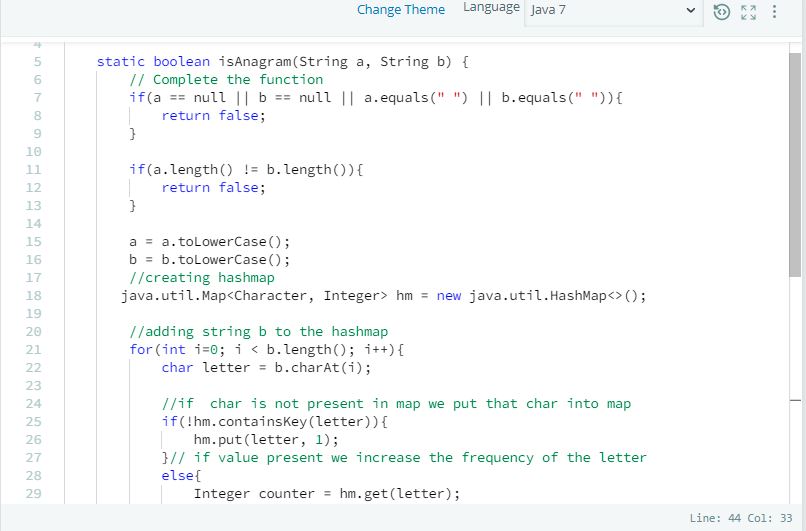 Change Theme Language Java 7
4
5 static boolean isAnagram(String a, String b) {
6 // Complete the function
7 if(a == null || b == null || a.equals(" ") || b.equals(" ")){
8 return false;
9 }
10
11 if(a.length() != b.length()){
12 return false;
13 }
14
15 a = a.toLowerCase();
16 b = b.toLowerCase();
17 //creating hashmap
18 java.util.Map<Character, Integer> hm = new java.util.HashMap<>();
19
20 //adding string b to the hashmap
21 for(int i=0; i < b.length(); i++){
22 char letter = b.charAt(i);
23
24 //if  char is not present in map we put that char into map
25 if(!hm.containsKey(letter)){
26 hm.put(letter, 1);
27 }// if value present we increase the frequency of the letter
28 else{
29 Integer counter = hm.get(letter);
Line: 44 Col: 33